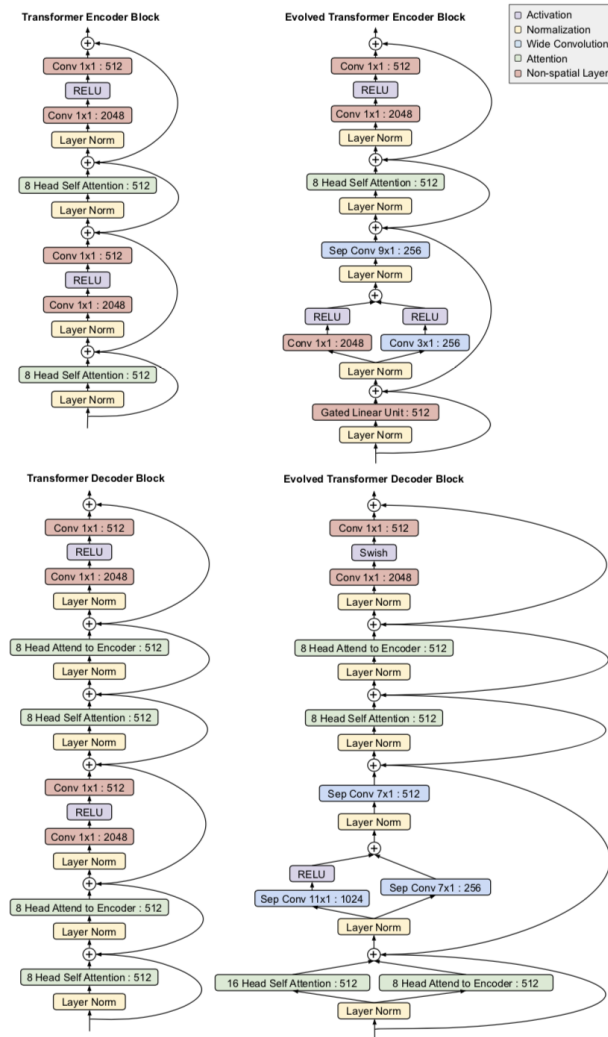 Transformer Encoder Block
Conv 1x1 : 512
RELU
Conv 1x1 : 2048
Layer Norm
8 Head Self Attention : 512
Layer Norm
Conv 1x1 : 512
RELU
Conv 1x1 : 2048
Layer Norm
8 Head Self Attention : 512
Layer Norm
Evolved Transformer Encoder Block
Conv 1x1 : 512
RELU
Conv 1x1 : 2048
Layer Norm
8 Head Self Attention : 512
Layer Norm
Sep Conv 9x1 : 256
Layer Norm
RELU
RELU
Conv 1x1 : 2048
Conv 3x1 : 256
Layer Norm
Gated Linear Unit : 512
Layer Norm
Activation
Normalization
Wide Convolution
Attention
Non-spatial Layer
Transformer Decoder Block
Conv 1x1 : 512
RELU
Conv 1x1 : 2048
Layer Norm
8 Head Attend to Encoder : 512
Layer Norm
8 Head Self Attention : 512
Layer Norm
Conv 1x1 : 512
RELU
Conv 1x1 : 2048
Layer Norm
8 Head Attend to Encoder : 512
Layer Norm
8 Head Self Attention : 512
Layer Norm
Evolved Transformer Decoder Block
Conv 1x1 : 512
Swish
Conv 1x1 : 2048
Layer Norm
8 Head Attend to Encoder : 512
Layer Norm
8 Head Self Attention : 512
Layer Norm
Sep Conv 7x1 : 512
Layer Norm
RELU
Sep Conv 11x1 : 1024
Sep Conv 7x1 : 256
Layer Norm
16 Head Self Attention : 512
8 Head Attend to Encoder : 512
Layer Norm